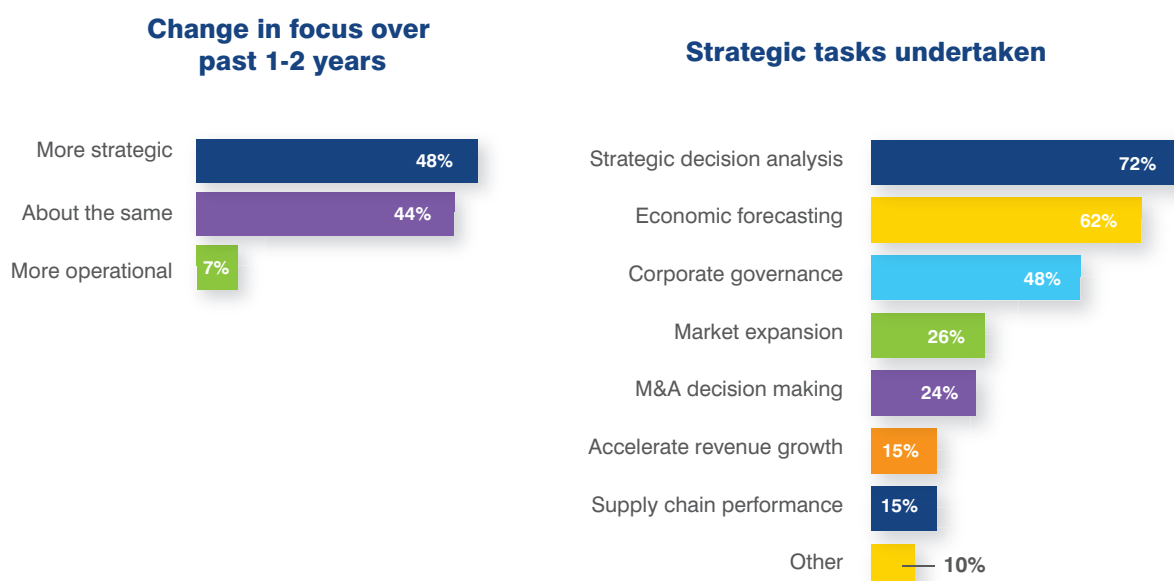 Change in focus over
past 1-2 years
More strategic 48%
About the same 44%
More operational 7%
Strategic tasks undertaken
Strategic decision analysis 72%
Economic forecasting 62%
Corporate governance 48%
Market expansion 26%
M&A decision making 24%
Accelerate revenue growth 15%
Supply chain performance 15%
Other 10%